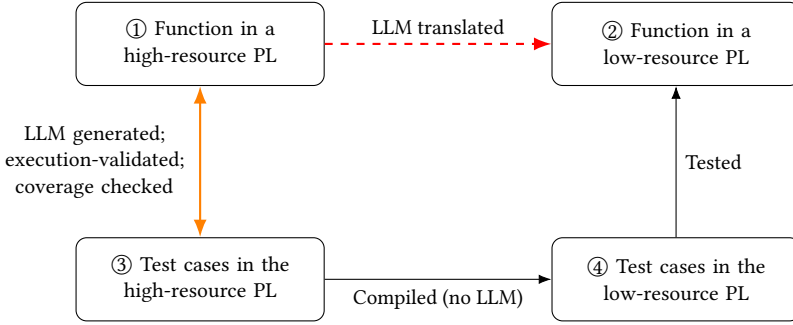 ① Function in a
high-resource PL
LLM translated
② Function in a
low-resource PL
LLM generated;
execution-validated;
coverage checked
Tested
③ Test cases in the
high-resource PL
Compiled (no LLM)
④ Test cases in the
low-resource PL